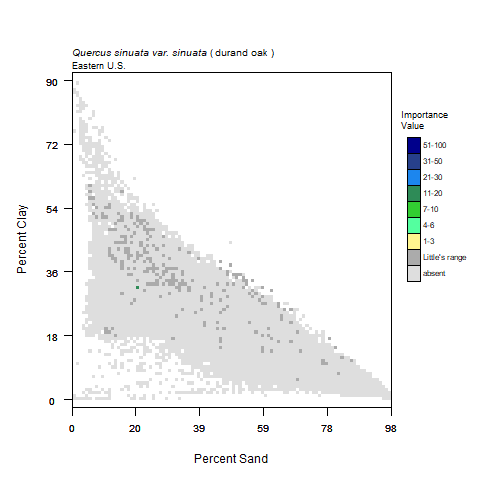 Quercus sinuata var. sinuata ( durand oak )
Eastern U.S.
Importance
Value
51-100
31-50
21-30
11-20
7-10
4-6
1-3
Little's range
absent
Percent Clay
90
72
54
36
18
0
0 20 39 59 78 98
Percent Sand